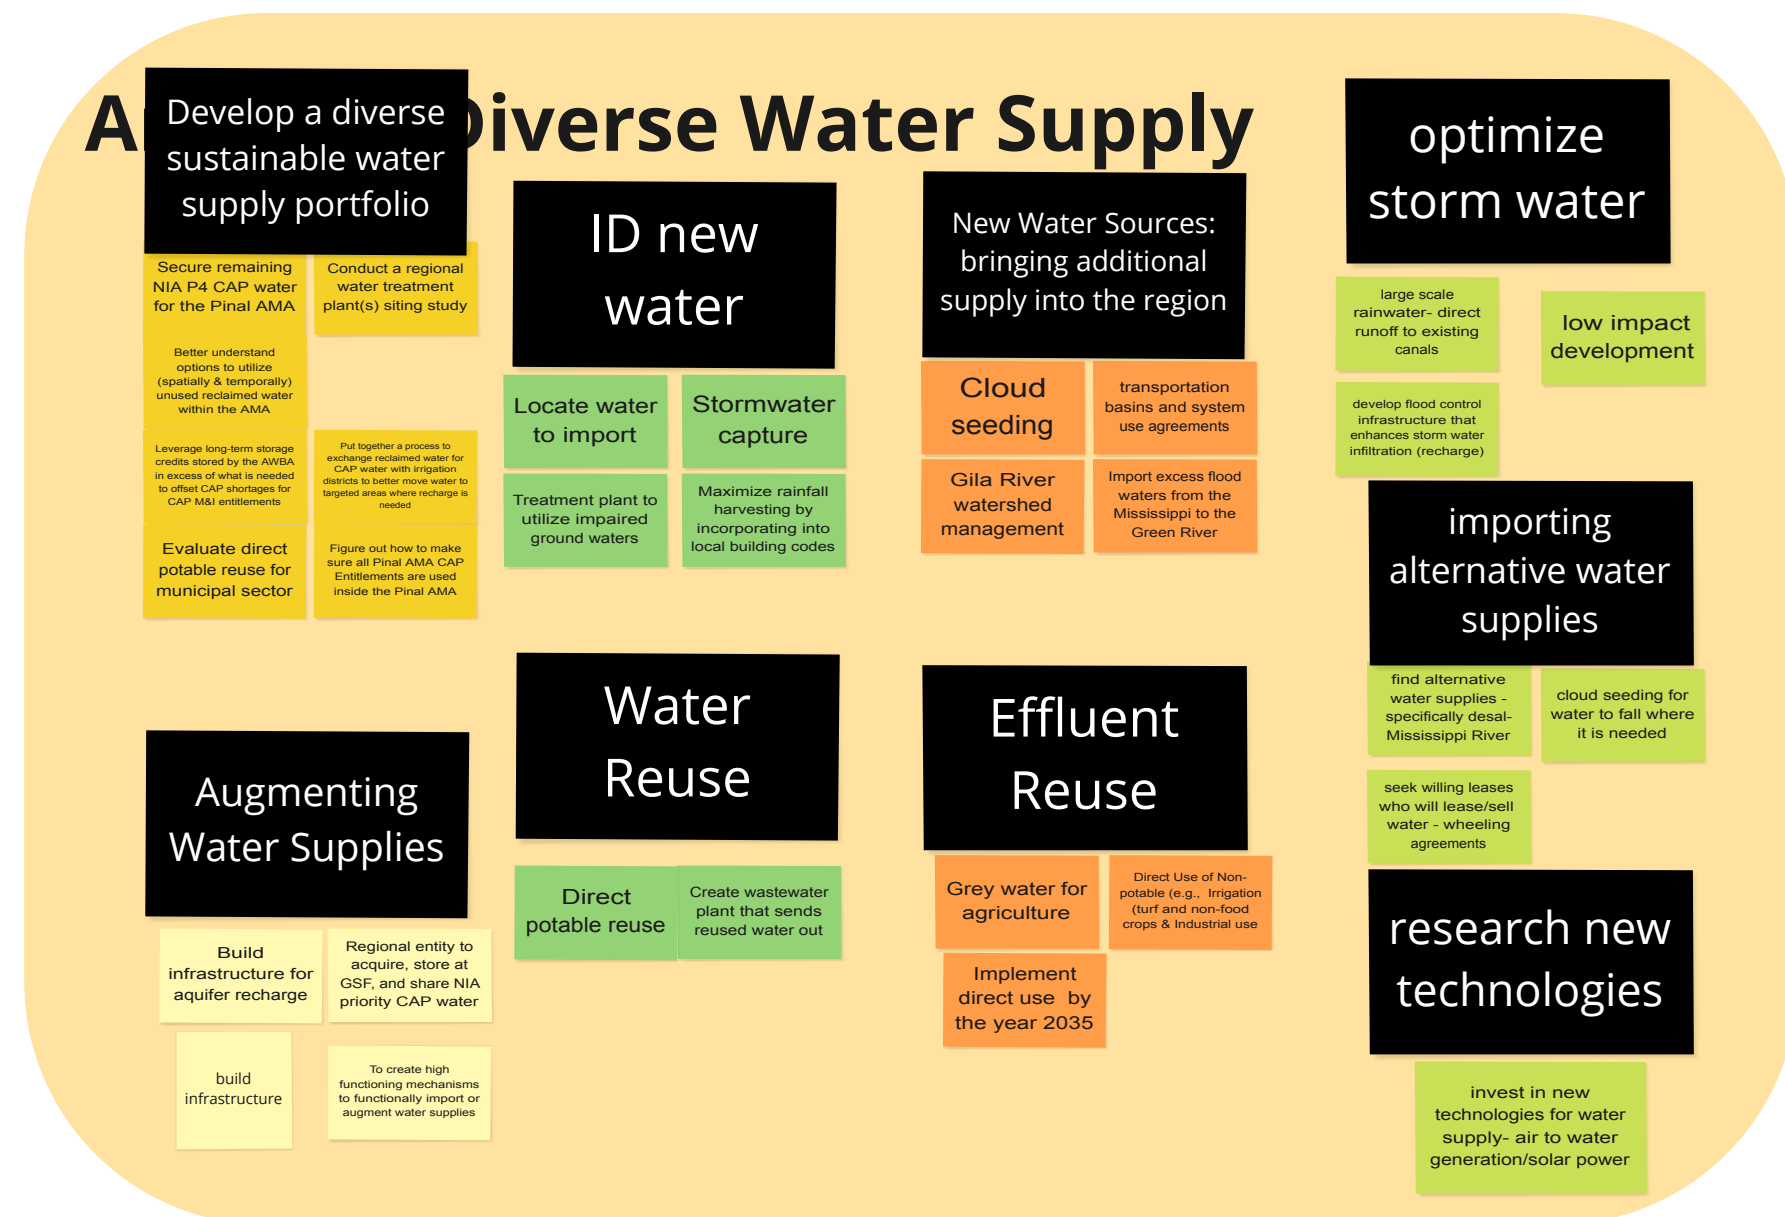 Diverse Water Supply
Develop a diverse
sustainable water
supply portfolio
Secure remaining
NIA P4 CAP water
for the Pinal AMA
Conduct a regional
water treatment
plant(s) siting study
Better understand
options to utilize
(spatially & temporally)
unused reclaimed water
within the AMA
Leverage long-term storage
credits stored by the AWBA
in excess of what is needed
to offset CAP shortages for
CAP M&I entitlements
Put together a process to
exchange reclaimed water for
CAP water with irrigation
districts to better move water to
targeted areas where recharge is
needed
Evaluate direct
potable reuse for
municipal sector
Figure out how to make
sure all Pinal AMA CAP
Entitlements are used
inside the Pinal AMA
ID new
water
Locate water
to import
Stormwater
capture
Treatment plant to
utilize impaired
ground waters
Maximize rainfall
harvesting by
incorporating into
local building codes
New Water Sources:
bringing additional
supply into the region
Cloud
seeding
transportation
basins and system
use agreements
Gila River
watershed
management
Import excess flood
waters from the
Mississippi to the
Green River
optimize
storm water
large scale
rainwater- direct
runoff to existing
canals
low impact
development
develop flood control
infrastructure that
enhances storm water
infiltration (recharge)
importing
alternative water
supplies
find alternative
water supplies -
specifically desal-
Mississippi River
cloud seeding for
water to fall where
it is needed
seek willing leases
who will lease/sell
water - wheeling
agreements
Augmenting
Water Supplies
Build
infrastructure for
aquifer recharge
Regional entity to
acquire, store at
GSF, and share NIA
priority CAP water
build
infrastructure
To create high
functioning mechanisms
to functionally import or
augment water supplies
Water
Reuse
Direct
potable reuse
Create wastewater
plant that sends
reused water out
Effluent
Reuse
Grey water for
agriculture
Direct Use of Non-
potable (e.g., Irrigation
(turf and non-food
crops & Industrial use
Implement
direct use by
the year 2035
research new
technologies
invest in new
technologies for water
supply- air to water
generation/solar power